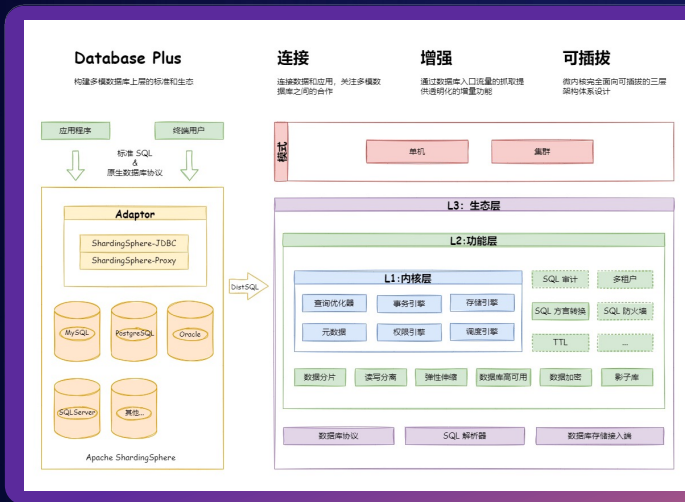 Database Plus
构建多模数据库上层的标准和生态
连接
连接数据和应用，关注多模数
据库之间的合作
增强
通过数据库入口流量的抓取提
供透明化的增量功能
可插拔
微内核完全面向可插拔的三层
架构体系设计
应用程序
终端用户
标准 SQL
&
原生数据库协议
Adaptor
ShardingSphere-JDBC
ShardingSphere-Proxy
MySQL
PostgreSQL
Oracle
SQLServer
其他...
Apache ShardingSphere
DistSQL
模式
单机
集群
L3: 生态层
L2:功能层
L1:内核层
查询优化器
事务引擎
存储引擎
元数据
权限引擎
调度引擎
SQL 审计
多租户
SQL 方言转换
SQL 防火墙
TTL
...
数据分片
读写分离
弹性伸缩
数据库高可用
数据加密
影子库
数据库协议
SQL 解析器
数据库存储接入端